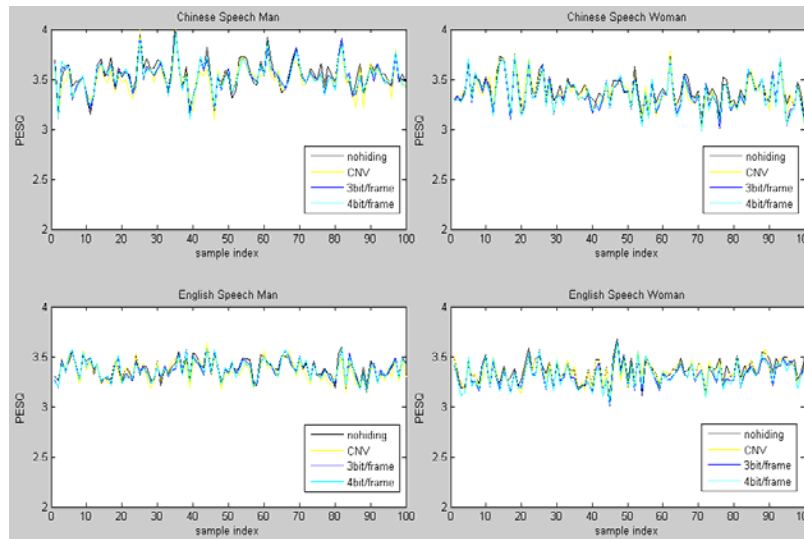 Chinese Speech Man
4
3.5
3
2.5
2
PESQ
0 10 20 30 40 50 60 70 80 90 100
sample index
nohiding
CNV
3bit/frame
4bit/frame
Chinese Speech Woman
4
3.5
3
2.5
2
PESQ
0 10 20 30 40 50 60 70 80 90 100
sample index
nohiding
CNV
3bit/frame
4bit/frame
English Speech Man
4
3.5
3
2.5
2
PESQ
0 10 20 30 40 50 60 70 80 90 100
sample index
nohiding
CNV
3bit/frame
4bit/frame
English Speech Woman
4
3.5
3
2.5
2
PESQ
0 10 20 30 40 50 60 70 80 90 100
sample index
nohiding
CNV
3bit/frame
4bit/frame